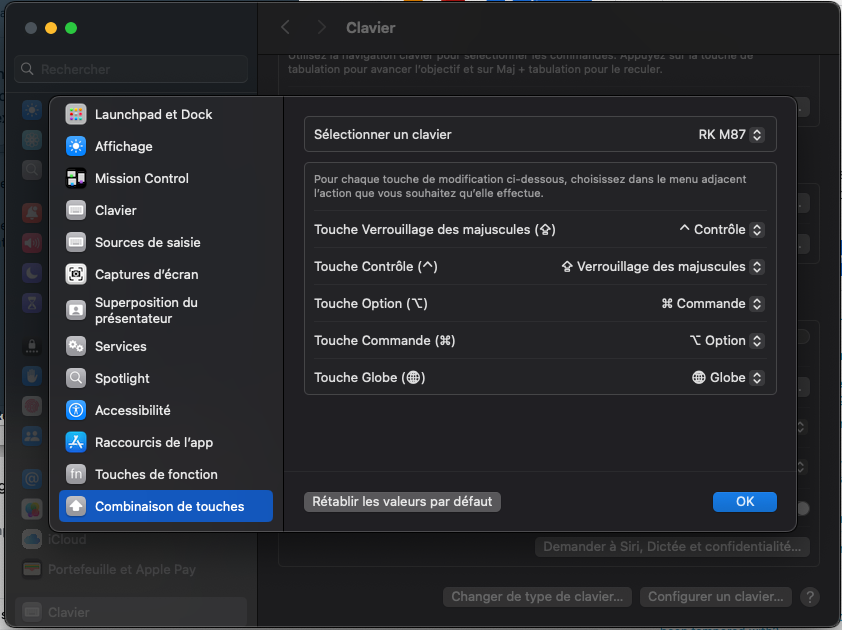 Clavier
Rechercher
Utilisez la navigation clavier pour sélectionner les commandes. Appuyez sur la touche de
tabulation pour avancer l'objectif et sur Maj + tabulation pour le reculer.
Launchpad et Dock
Affichage
Mission Control
Clavier
Sources de saisie
Captures d'écran
Superposition du
présentateur
Services
Spotlight
Accessibilité
Raccourcis de l'app
fn Touches de fonction
Combinaison de touches
Sélectionner un clavier RK M87
Pour chaque touche de modification ci-dessous, choisissez dans le menu adjacent
l'action que vous souhaitez qu'elle effectue.
Touche Verrouillage des majuscules (⇪) ^ Contrôle
Touche Contrôle (^) ⇪ Verrouillage des majuscules
Touche Option (⌥) ⌘ Commande
Touche Commande (⌘) ⌥ Option
Touche Globe (🌐) 🌐 Globe
Rétablir les valeurs par défaut OK
iCloud
Demander à Siri, Dictée et confidentialité...
Portefeuille et Apple Pay
Changer de type de clavier... Configurer un clavier... ?
Clavier